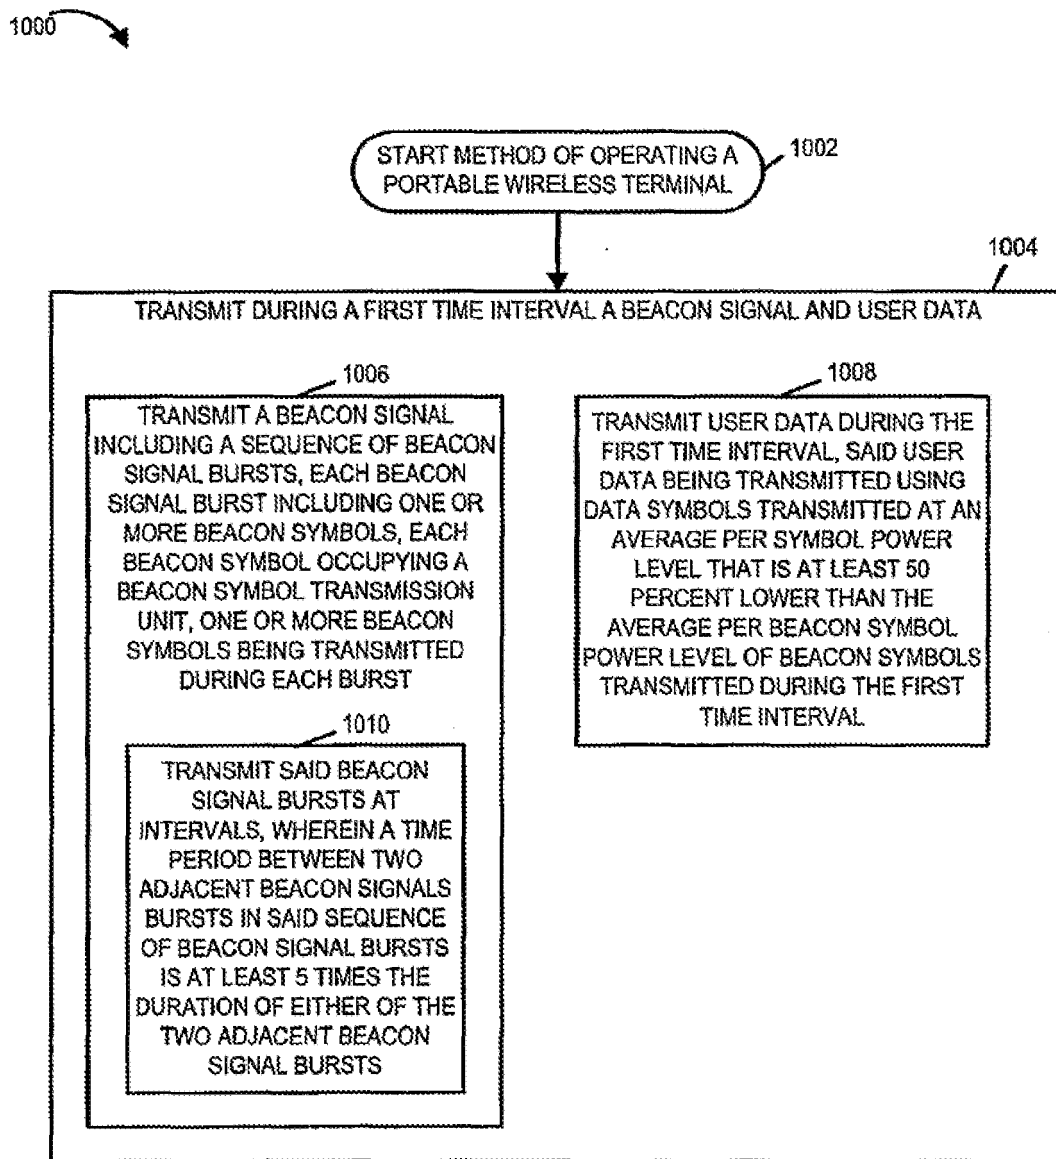 1000
START METHOD OF OPERATING A
PORTABLE WIRELESS TERMINAL
1002
1004
TRANSMIT DURING A FIRST TIME INTERVAL A BEACON SIGNAL AND USER DATA
1006
TRANSMIT A BEACON SIGNAL
INCLUDING A SEQUENCE OF BEACON
SIGNAL BURSTS, EACH BEACON
SIGNAL BURST INCLUDING ONE OR
MORE BEACON SYMBOLS, EACH
BEACON SYMBOL OCCUPYING A
BEACON SYMBOL TRANSMISSION
UNIT, ONE OR MORE BEACON
SYMBOLS BEING TRANSMITTED
DURING EACH BURST
1010
TRANSMIT SAID BEACON
SIGNAL BURSTS AT
INTERVALS, WHEREIN A TIME
PERIOD BETWEEN TWO
ADJACENT BEACON SIGNALS
BURSTS IN SAID SEQUENCE
OF BEACON SIGNAL BURSTS
IS AT LEAST 5 TIMES THE
DURATION OF EITHER OF THE
TWO ADJACENT BEACON
SIGNAL BURSTS
1008
TRANSMIT USER DATA DURING THE
FIRST TIME INTERVAL, SAID USER
DATA BEING TRANSMITTED USING
DATA SYMBOLS TRANSMITTED AT AN
AVERAGE PER SYMBOL POWER
LEVEL THAT IS AT LEAST 50
PERCENT LOWER THAN THE
AVERAGE PER BEACON SYMBOL
POWER LEVEL OF BEACON SYMBOLS
TRANSMITTED DURING THE FIRST
TIME INTERVAL